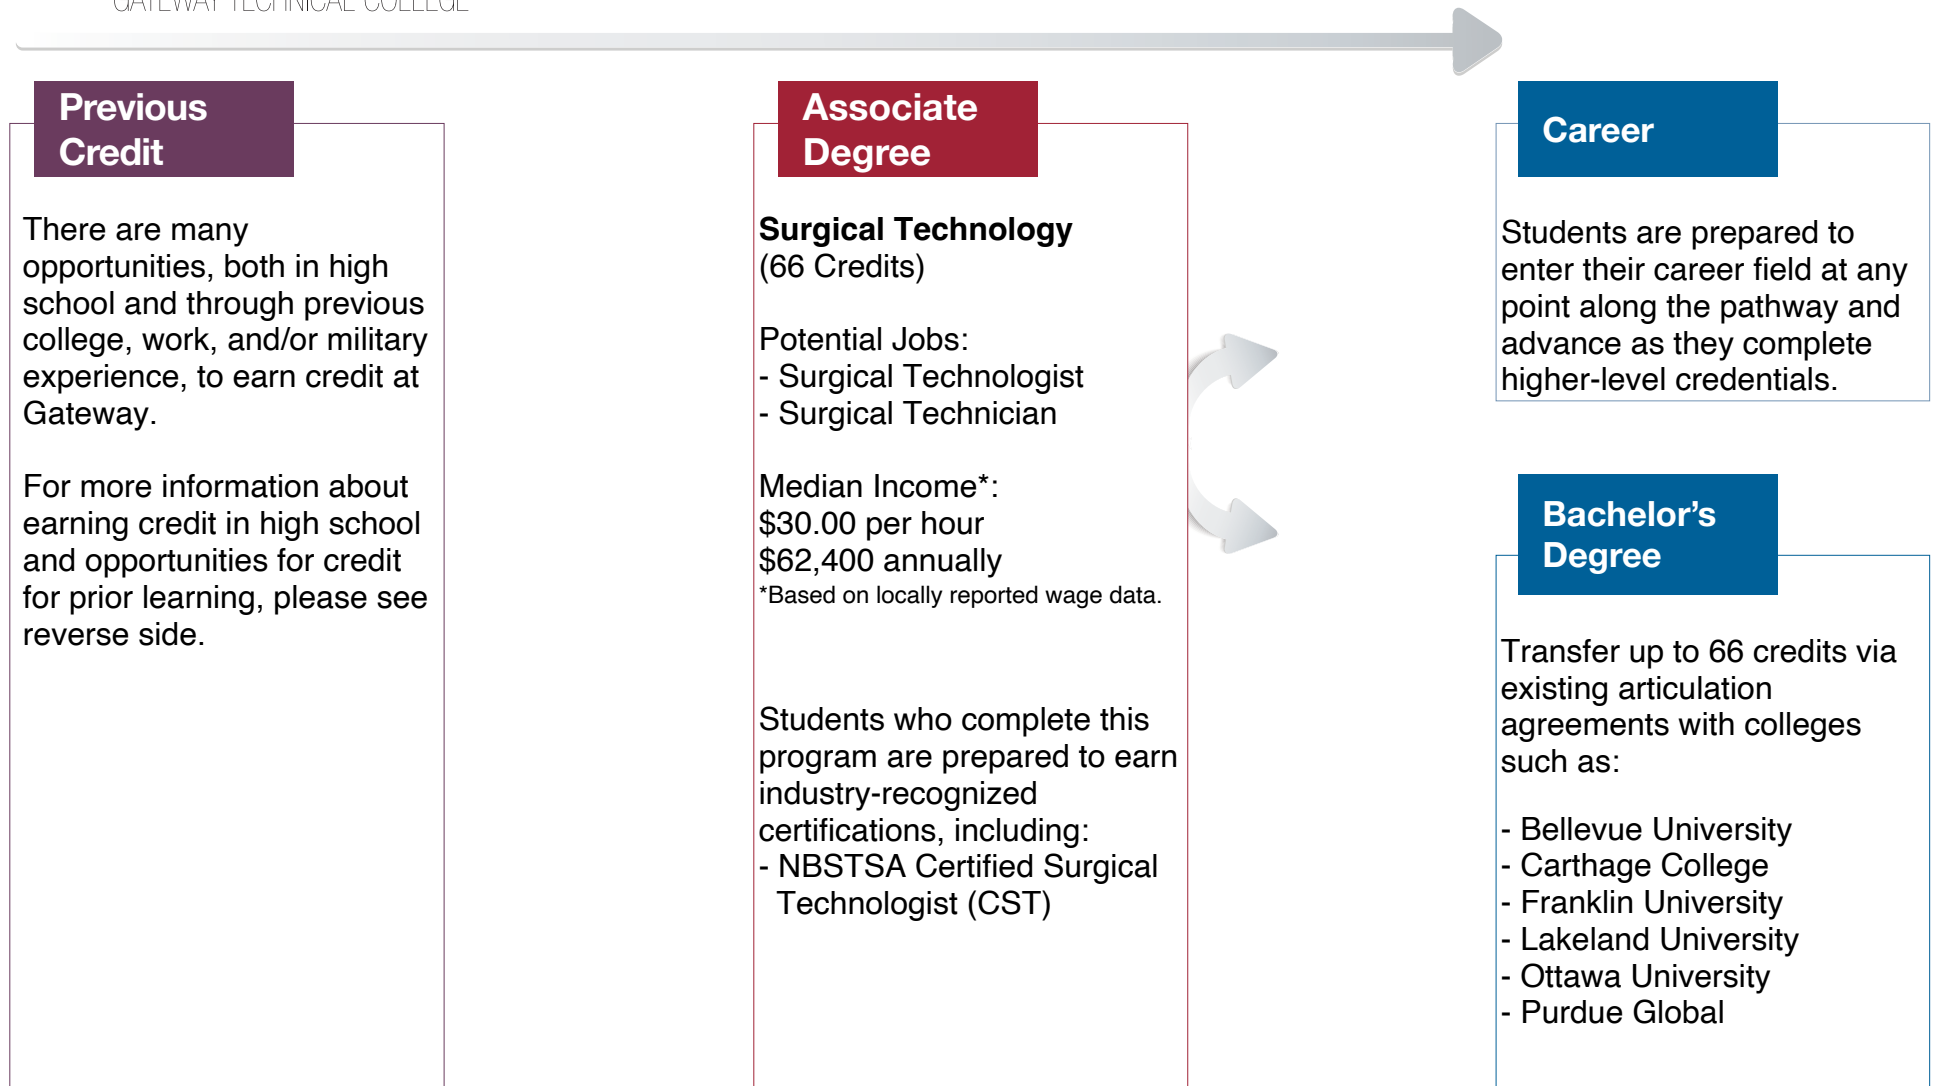 GATEWAY TECHNICAL COLLEGE
Previous
Credit
There are many
opportunities, both in high
school and through previous
college, work, and/or military
experience, to earn credit at
Gateway.
For more information about
earning credit in high school
and opportunities for credit
for prior learning, please see
reverse side.
Associate
Degree
Surgical Technology
(66 Credits)
Potential Jobs:
- Surgical Technologist
- Surgical Technician
Median Income*:
$30.00 per hour
$62,400 annually
*Based on locally reported wage data.
Students who complete this
program are prepared to earn
industry-recognized
certifications, including:
- NBSTSA Certified Surgical
Technologist (CST)
Career
Students are prepared to
enter their career field at any
point along the pathway and
advance as they complete
higher-level credentials.
Bachelor’s
Degree
Transfer up to 66 credits via
existing articulation
agreements with colleges
such as:
- Bellevue University
- Carthage College
- Franklin University
- Lakeland University
- Ottawa University
- Purdue Global